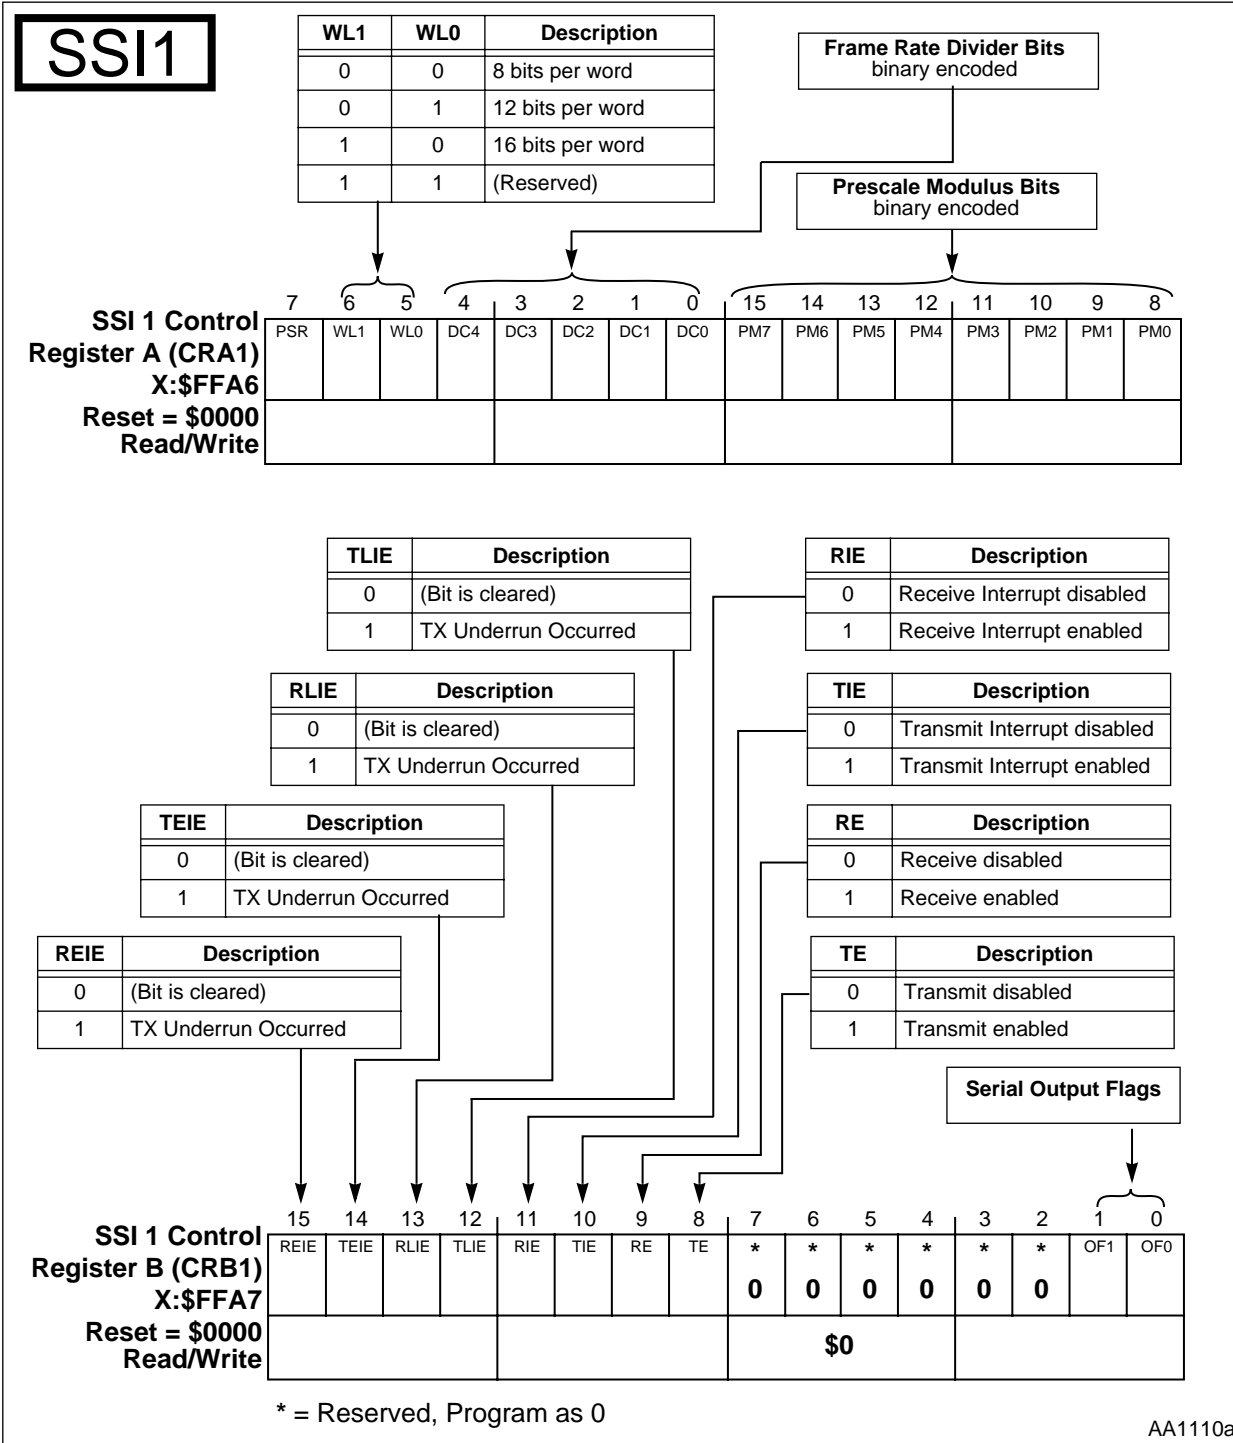 SSI1
WL1 WL0 Description
0 0 8 bits per word
0 1 12 bits per word
1 0 16 bits per word
1 1 (Reserved)
Frame Rate Divider Bits
binary encoded
Prescale Modulus Bits
binary encoded
7 6 5 4 3 2 1 0 15 14 13 12 11 10 9 8
PSR WL1 WL0 DC4 DC3 DC2 DC1 DC0 PM7 PM6 PM5 PM4 PM3 PM2 PM1 PM0
SSI 1 Control
Register A (CRA1)
X:$FFA6
Reset = $0000
Read/Write
TLIE Description
0 (Bit is cleared)
1 TX Underrun Occurred
RIE Description
0 Receive Interrupt disabled
1 Receive Interrupt enabled
RLIE Description
0 (Bit is cleared)
1 TX Underrun Occurred
TIE Description
0 Transmit Interrupt disabled
1 Transmit Interrupt enabled
TEIE Description
0 (Bit is cleared)
1 TX Underrun Occurred
RE Description
0 Receive disabled
1 Receive enabled
REIE Description
0 (Bit is cleared)
1 TX Underrun Occurred
TE Description
0 Transmit disabled
1 Transmit enabled
Serial Output Flags
15 14 13 12 11 10 9 8 7 6 5 4 3 2 1 0
REIE TEIE RLIE TLIE RIE TIE RE TE * * * * * * OF1 OF0
0 0 0 0 0 0
SSI 1 Control
Register B (CRB1)
X:$FFA7
Reset = $0000
Read/Write
$0
* = Reserved, Program as 0
AA1110a